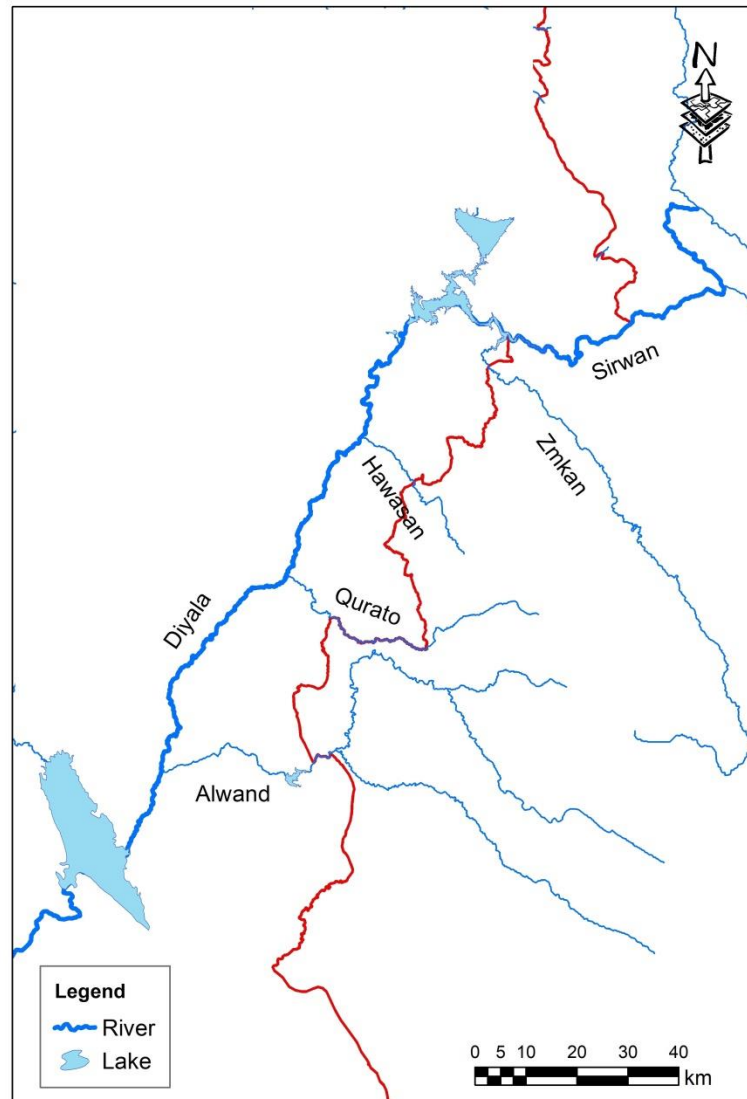 N
Sirwan
Zmkan
Hawasan
Qurato
Diyala
Alwand
Legend
River
Lake
0 5 10 20 30 40
km